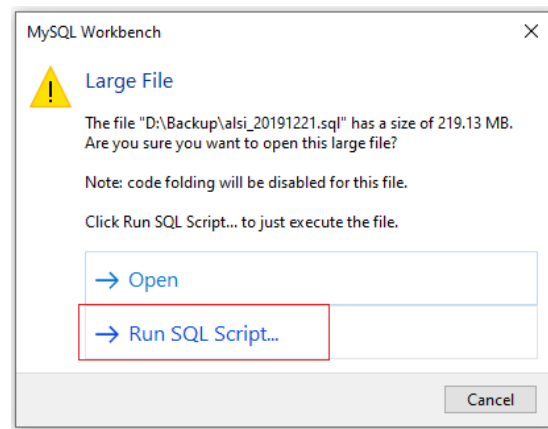 MySQL Workbench
Large File
The file "D:\Backup\alsi_20191221.sql" has a size of 219.13 MB.
Are you sure you want to open this large file?
Note: code folding will be disabled for this file.
Click Run SQL Script... to just execute the file.
Open
Run SQL Script...
Cancel